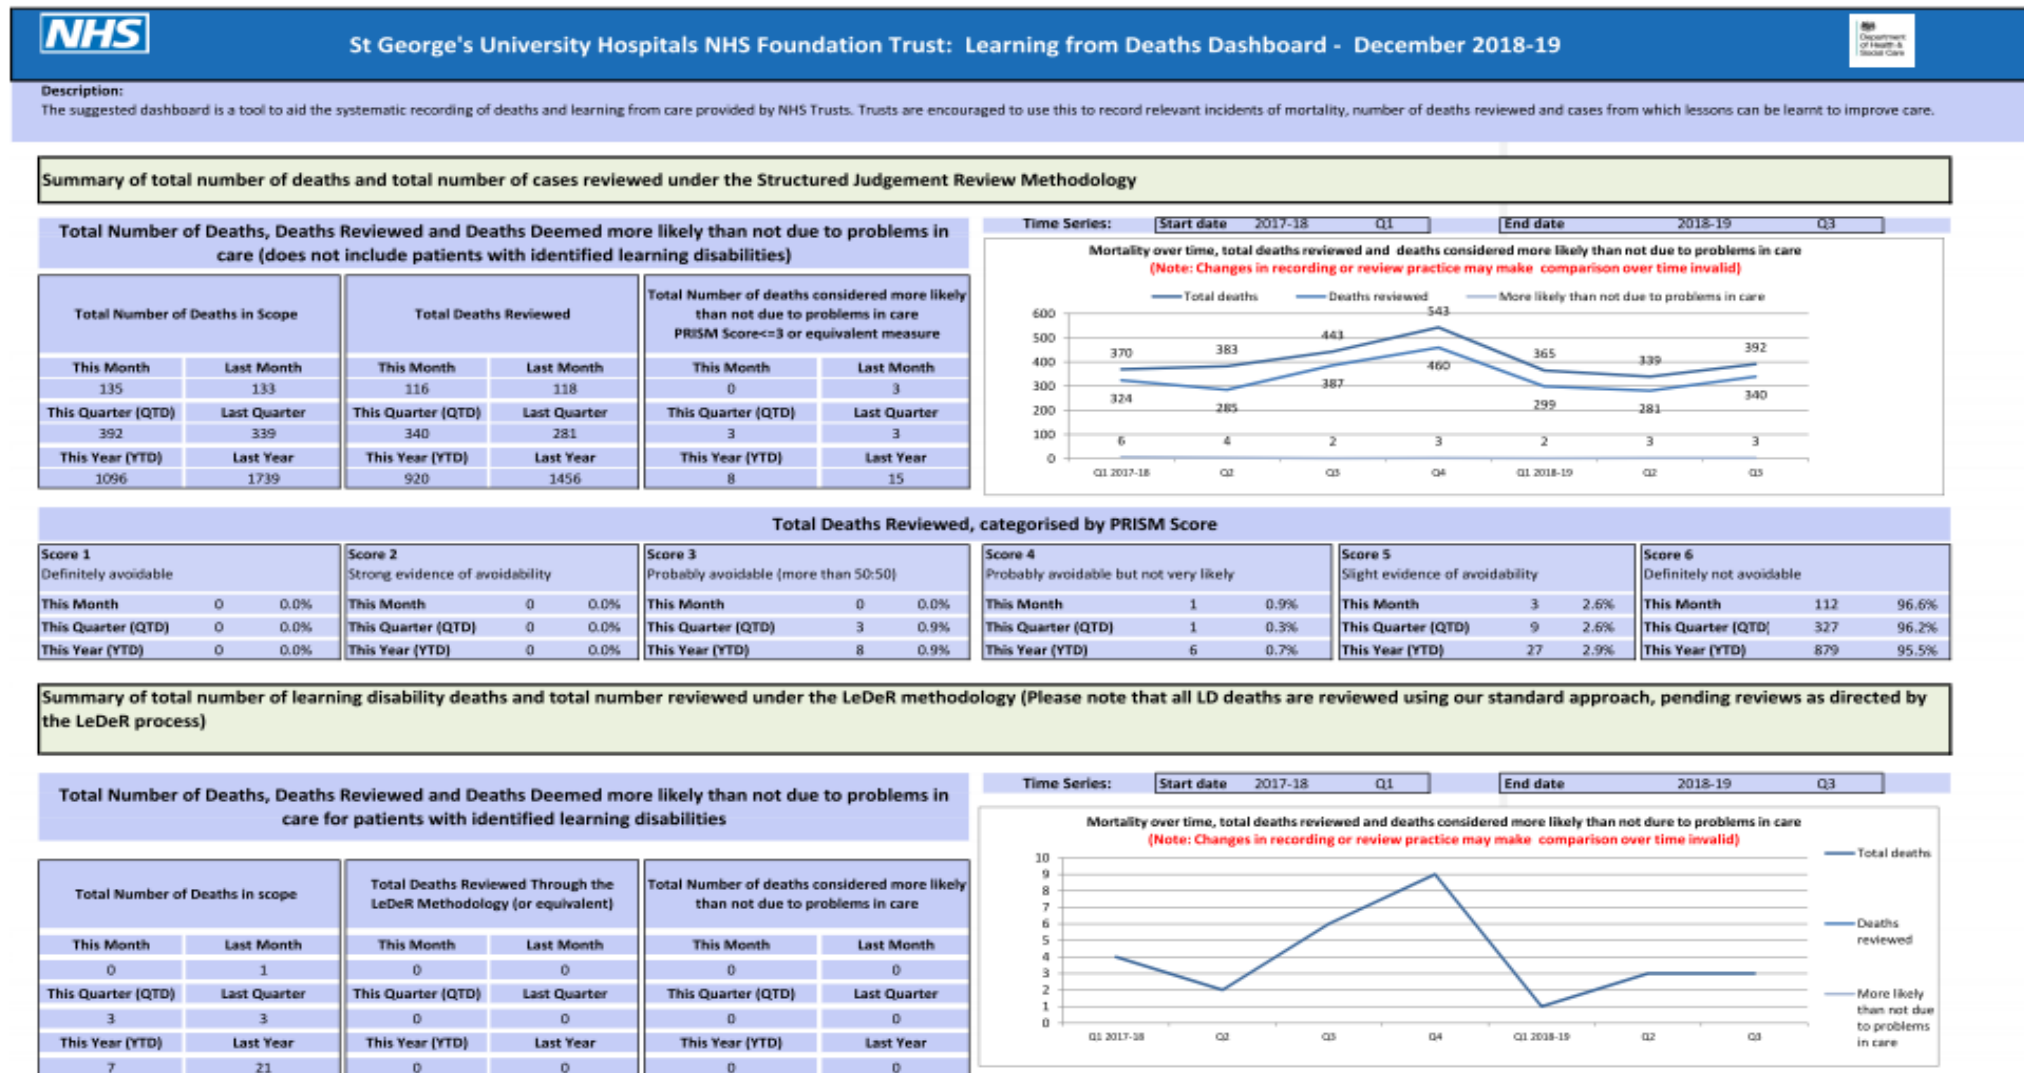 NHS
St George's University Hospitals NHS Foundation Trust: Learning from Deaths Dashboard - December 2018-19
Department
of Health &
Social Care
Description:
The suggested dashboard is a tool to aid the systematic recording of deaths and learning from care provided by NHS Trusts. Trusts are encouraged to use this to record relevant incidents of mortality, number of deaths reviewed and cases from which lessons can be learnt to improve care.
Summary of total number of deaths and total number of cases reviewed under the Structured Judgement Review Methodology
Total Number of Deaths, Deaths Reviewed and Deaths Deemed more likely than not due to problems in
care (does not include patients with identified learning disabilities)
Total Number of Deaths in Scope
Total Deaths Reviewed
Total Number of deaths considered more likely
than not due to problems in care
PRISM Score<=3 or equivalent measure
This Month Last Month This Month Last Month This Month Last Month
135 133 116 118 0 3
This Quarter (QTD) Last Quarter This Quarter (QTD) Last Quarter This Quarter (QTD) Last Quarter
392 339 340 281 3 3
This Year (YTD) Last Year This Year (YTD) Last Year This Year (YTD) Last Year
1096 1739 920 1456 8 15
Time Series: Start date 2017-18 Q1 End date 2018-19 Q3
Mortality over time, total deaths reviewed and deaths considered more likely than not due to problems in care
(Note: Changes in recording or review practice may make comparison over time invalid)
Total deaths Deaths reviewed More likely than not due to problems in care
600
500
400
300
200
100
0
370 383 443 543 365 339 392
324 285 387 460 299 281 340
6 4 2 3 2 3 3
Q1 2017-18 Q2 Q3 Q4 Q1 2018-19 Q2 Q3
Total Deaths Reviewed, categorised by PRISM Score
Score 1
Definitely avoidable
This Month 0 0.0%
This Quarter (QTD) 0 0.0%
This Year (YTD) 0 0.0%
Score 2
Strong evidence of avoidability
This Month 0 0.0%
This Quarter (QTD) 0 0.0%
This Year (YTD) 0 0.0%
Score 3
Probably avoidable (more than 50:50)
This Month 0 0.0%
This Quarter (QTD) 3 0.9%
This Year (YTD) 8 0.9%
Score 4
Probably avoidable but not very likely
This Month 1 0.9%
This Quarter (QTD) 1 0.3%
This Year (YTD) 6 0.7%
Score 5
Slight evidence of avoidability
This Month 3 2.6%
This Quarter (QTD) 9 2.6%
This Year (YTD) 27 2.9%
Score 6
Definitely not avoidable
This Month 112 96.6%
This Quarter (QTD) 327 96.2%
This Year (YTD) 879 95.5%
Summary of total number of learning disability deaths and total number reviewed under the LeDeR methodology (Please note that all LD deaths are reviewed using our standard approach, pending reviews as directed by
the LeDeR process)
Total Number of Deaths, Deaths Reviewed and Deaths Deemed more likely than not due to problems in
care for patients with identified learning disabilities
Total Number of Deaths in scope
Total Deaths Reviewed Through the
LeDeR Methodology (or equivalent)
Total Number of deaths considered more likely
than not due to problems in care
This Month Last Month This Month Last Month This Month Last Month
0 1 0 0 0 0
This Quarter (QTD) Last Quarter This Quarter (QTD) Last Quarter This Quarter (QTD) Last Quarter
3 3 0 0 0 0
This Year (YTD) Last Year This Year (YTD) Last Year This Year (YTD) Last Year
7 21 0 0 0 0
Time Series: Start date 2017-18 Q1 End date 2018-19 Q3
Mortality over time, total deaths reviewed and deaths considered more likely than not dure to problems in care
(Note: Changes in recording or review practice may make comparison over time invalid)
10
9
8
7
6
5
4
3
2
1
0
Q1 2017-18 Q2 Q3 Q4 Q1 2018-19 Q2 Q3
Total deaths
Deaths
reviewed
More likely
than not due
to problems
in care